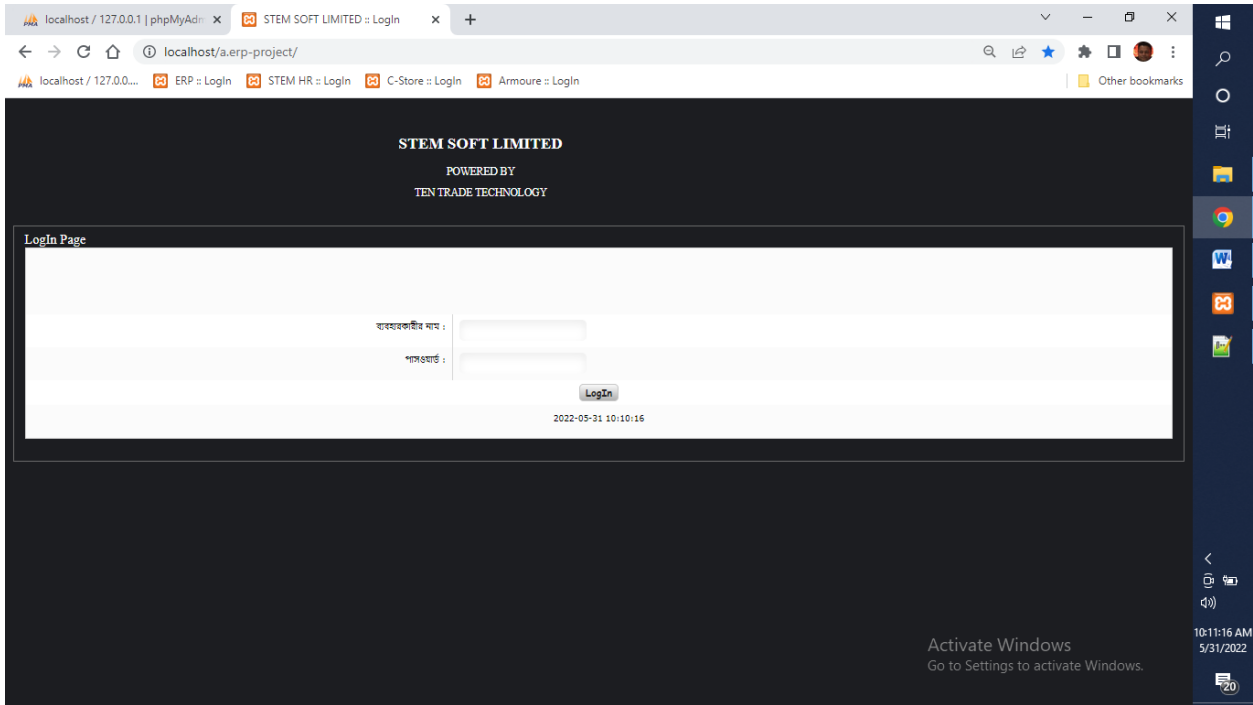 localhost / 127.0.0.1 | phpMyAdm
STEM SOFT LIMITED :: LogIn
localhost/a.erp-project/
localhost / 127.0.0....
ERP :: LogIn
STEM HR :: LogIn
C-Store :: LogIn
Armoure :: LogIn
Other bookmarks
STEM SOFT LIMITED
POWERED BY
TEN TRADE TECHNOLOGY
LogIn Page
ব্যবহারকারীর নাম :
পাসওয়ার্ড :
LogIn
2022-05-31 10:10:16
Activate Windows
Go to Settings to activate Windows.
10:11:16 AM
5/31/2022
20